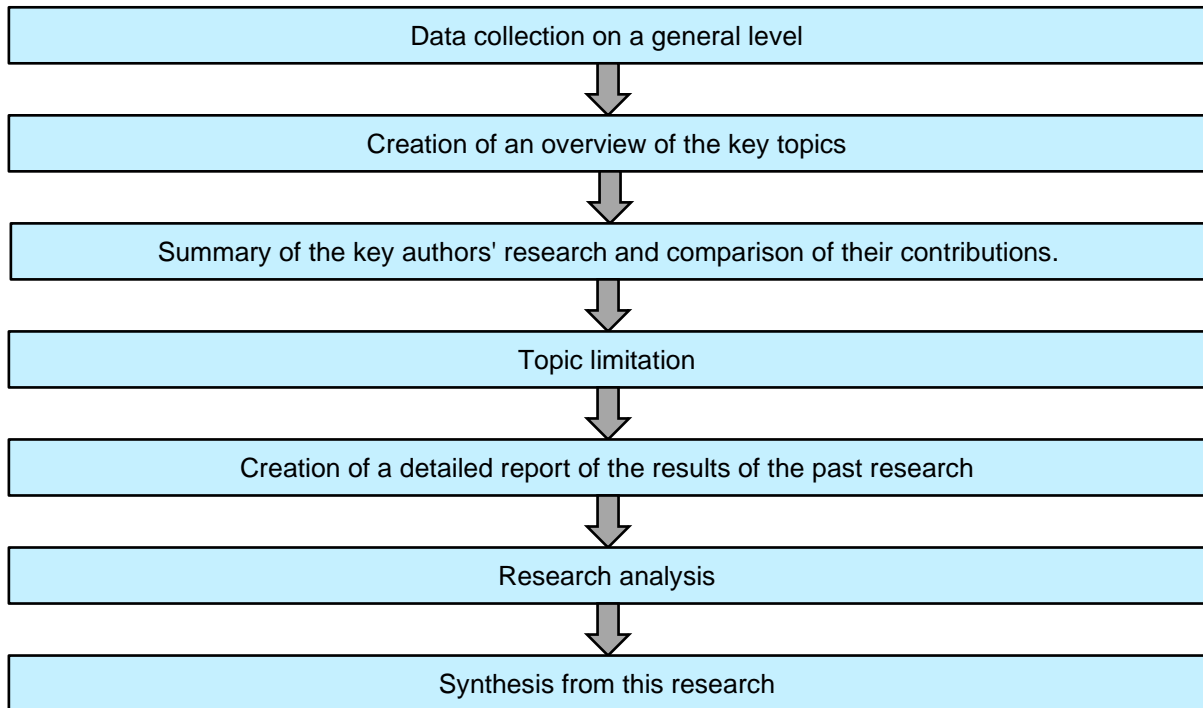 Data collection on a general level
Creation of an overview of the key topics
Summary of the key authors' research and comparison of their contributions.
Topic limitation
Creation of a detailed report of the results of the past research
Research analysis
Synthesis from this research